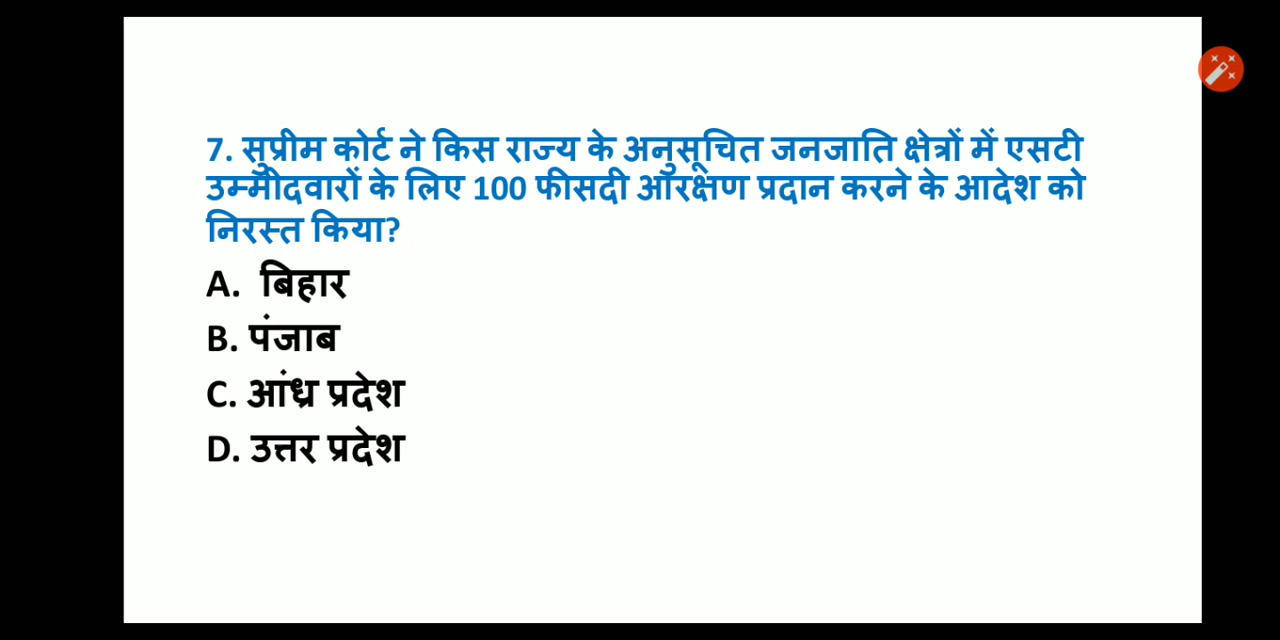 7. सुप्रीम कोर्ट ने किस राज्य के अनुसूचित जनजाति क्षेत्रों में एसटी
उम्मीदवारों के लिए 100 फीसदी आरक्षण प्रदान करने के आदेश को
निरस्त किया?
A. बिहार
B. पंजाब
C. आंध्र प्रदेश
D. उत्तर प्रदेश